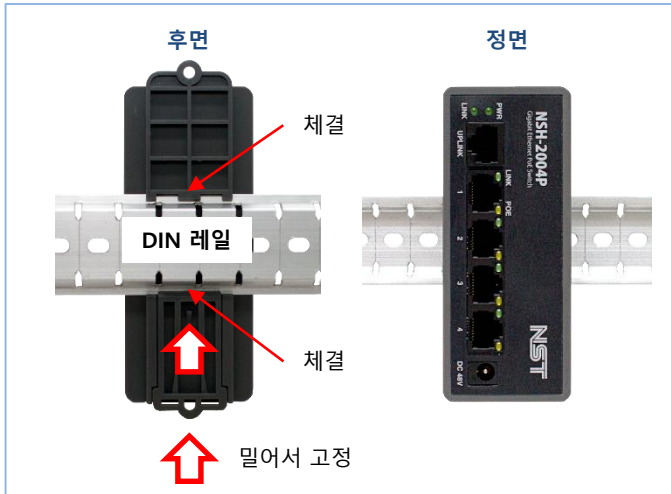 후면
정면
체결
DIN 레일
체결
밀어서 고정
NSH-2004P
Gigabit Ethernet PoE Switch
PWR
LINK
UPLINK
LINK
POE
1
2
3
4
DC 48V
NST